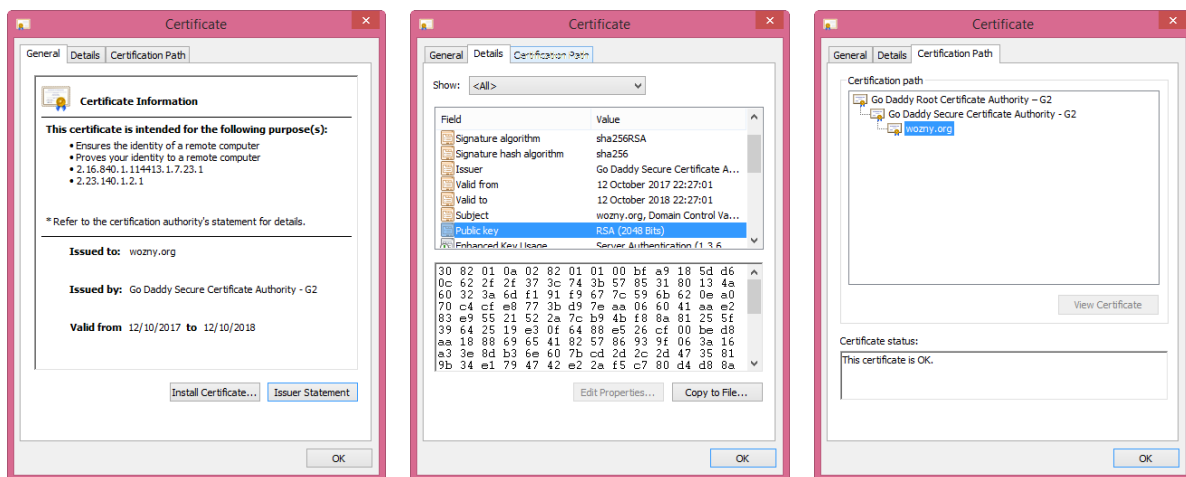 Certificate
General Details Certification Path
Certificate Information
This certificate is intended for the following purpose(s):
• Ensures the identity of a remote computer
• Proves your identity to a remote computer
• 2.16.840.1.114413.1.7.23.1
• 2.23.140.1.2.1
* Refer to the certification authority's statement for details.
Issued to: wozny.org
Issued by: Go Daddy Secure Certificate Authority - G2
Valid from 12/10/2017 to 12/10/2018
Install Certificate... Issuer Statement
OK
Certificate
General Details Certification Path
Show: <All>
Field Value
Signature algorithm sha256RSA
Signature hash algorithm sha256
Issuer Go Daddy Secure Certificate A...
Valid from 12 October 2017 22:27:01
Valid to 12 October 2018 22:27:01
Subject wozny.org, Domain Control Va...
Public key RSA (2048 Bits)
Enhanced Key Usage Server Authentication (1.3.6
30 82 01 0a 02 82 01 01 00 bf a9 18 5d d6
0c 62 2f 2f 37 3c 74 3b 57 85 31 80 13 4a
60 32 3a 6d f1 91 f9 67 7c 59 6b 62 0e a0
70 c4 cf e8 77 3b d9 7e aa 06 60 41 aa e2
83 e9 55 21 52 2a 7c b9 4b f8 8a 81 25 5f
39 64 25 19 e3 0f 64 88 e5 26 cf 00 be d8
aa 18 88 69 65 41 82 57 86 93 9f 06 3a 16
a3 3e 8d b3 6e 60 7b cd 2d 2c 2d 47 35 81
9b 34 e1 79 47 42 e2 2a f5 c7 80 d4 d8 8a
Edit Properties... Copy to File...
OK
Certificate
General Details Certification Path
Certification path
Go Daddy Root Certificate Authority – G2
Go Daddy Secure Certificate Authority - G2
wozny.org
View Certificate
Certificate status:
This certificate is OK.
OK